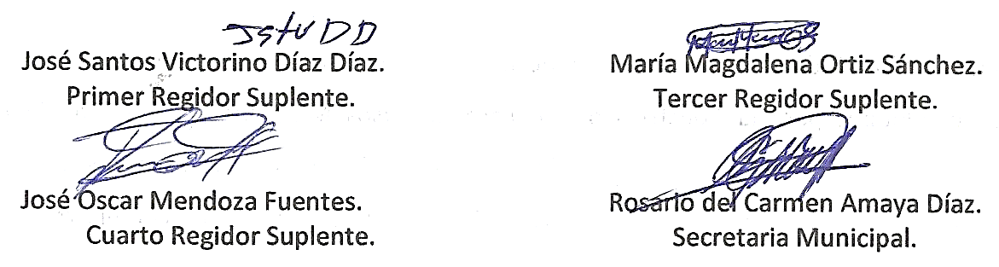 José Santos Victorino Díaz Díaz.
Primer Regidor Suplente.
María Magdalena Ortiz Sánchez.
Tercer Regidor Suplente.
José Oscar Mendoza Fuentes.
Cuarto Regidor Suplente.
Rosario del Carmen Amaya Díaz.
Secretaria Municipal.